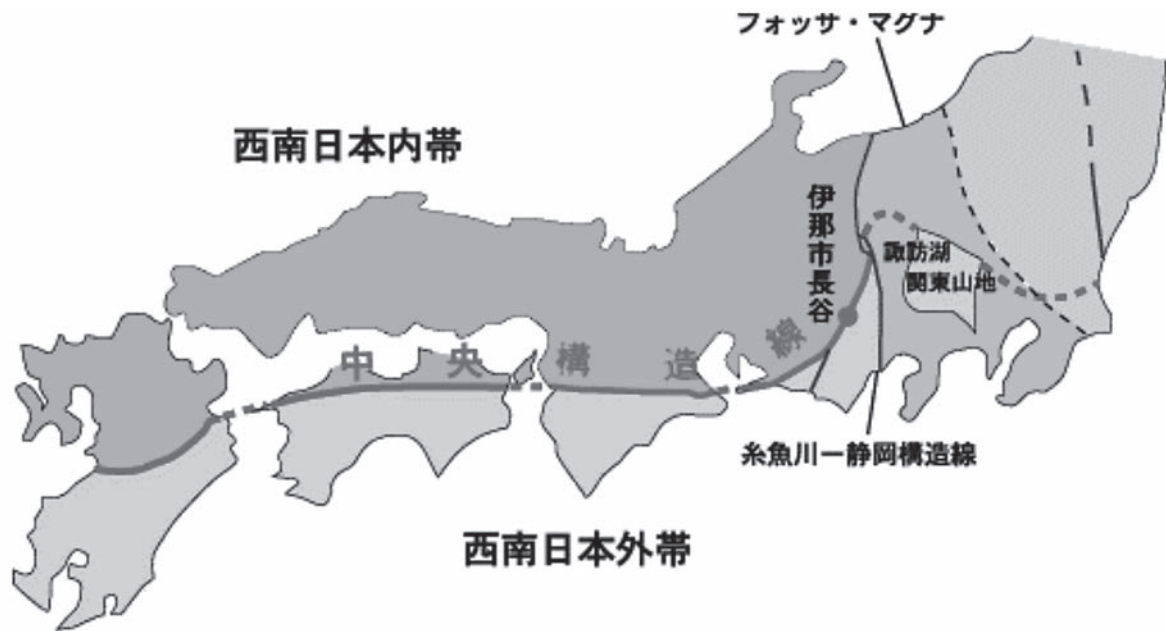 フォッサ・マグナ
西南日本内帯
伊那市長谷
諏訪湖
関東山地
中央構造線
糸魚川ー静岡構造線
西南日本外帯